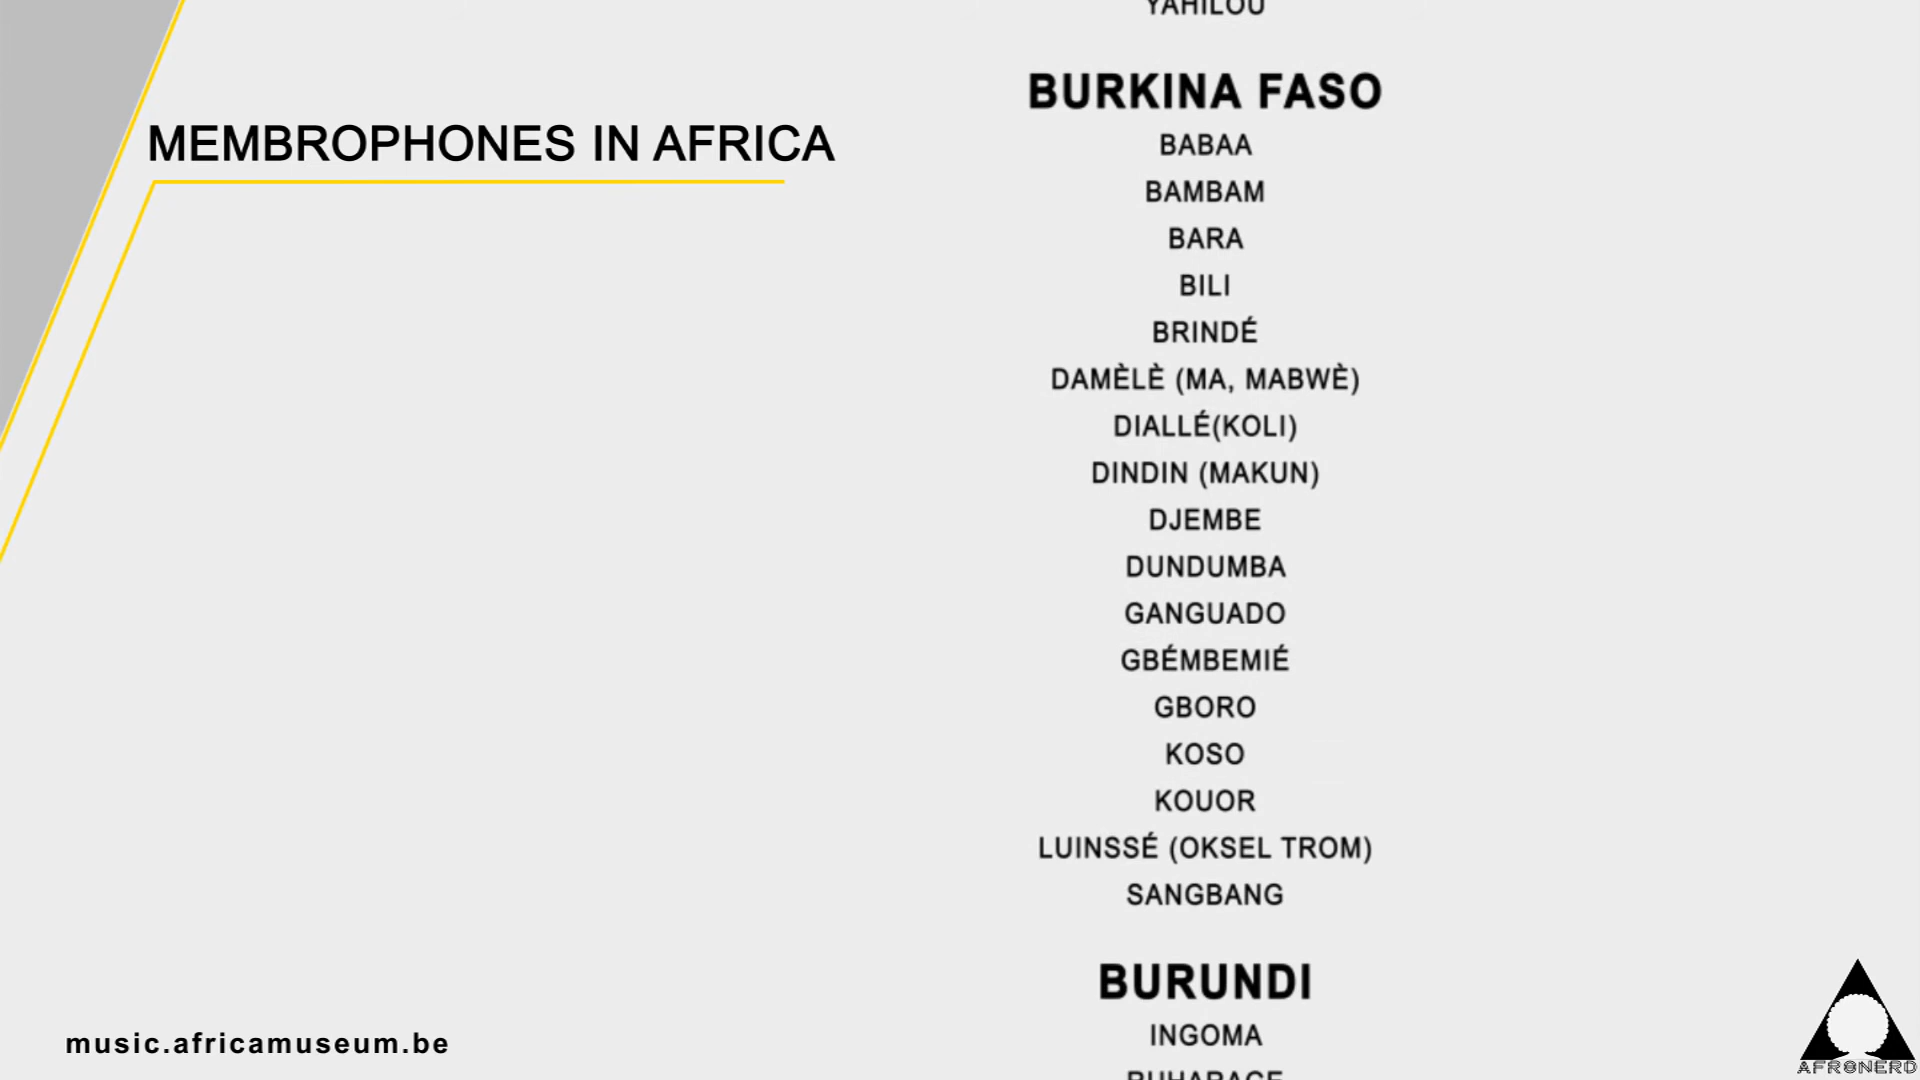 YAHILOU
MEMBROPHONES IN AFRICA
BURKINA FASO
BABAA
BAMBAM
BARA
BILI
BRINDÉ
DAMÈLÈ (MA, MABWÈ)
DIALLÉ(KOLI)
DINDIN (MAKUN)
DJEMBE
DUNDUMBA
GANGUADO
GBÉMBEMIÉ
GBORO
KOSO
KOUOR
LUINSSÉ (OKSEL TROM)
SANGBANG
BURUNDI
INGOMA
music.africamuseum.be
AFRONERD